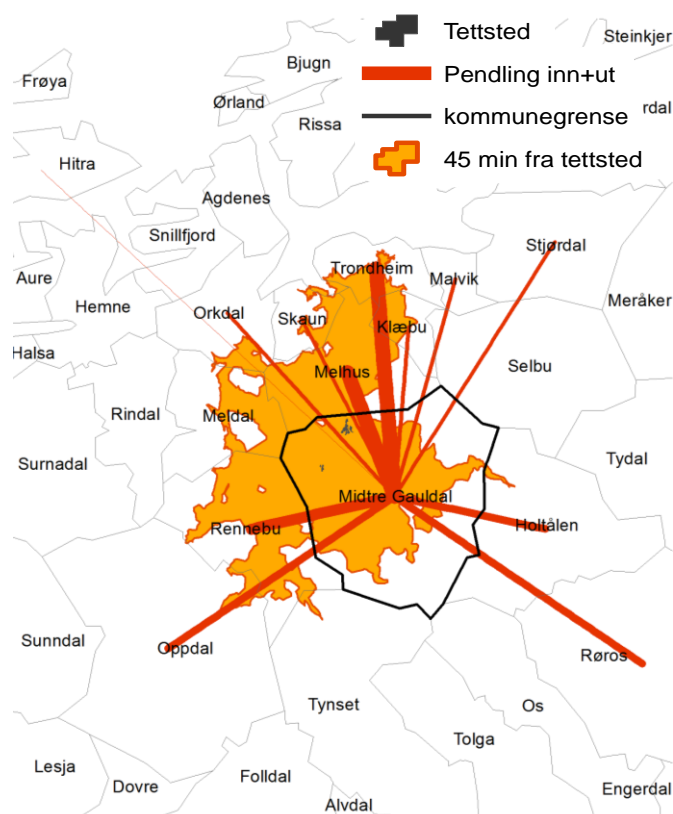 Tettsted
Steinkjer
Bjugn
Pendling inn+ut
Frøya
Ørland
kommunegrense
rdal
Rissa
Hitra
45 min fra tettsted
Agdenes
Snillfjord
Stjørdal
Trondheim
Aure
Malvik
Meråker
Hemne
Orkdal
Skaun
Klæbu
Halsa
Selbu
Melhus
Rindal
Meldal
Surnadal
Tydal
Midtre Gauldal
Rennebu
Holtålen
Sunndal
Oppdal
Røros
Tynset
Os
Tolga
Lesja
Folldal
Dovre
Engerdal
Alvdal